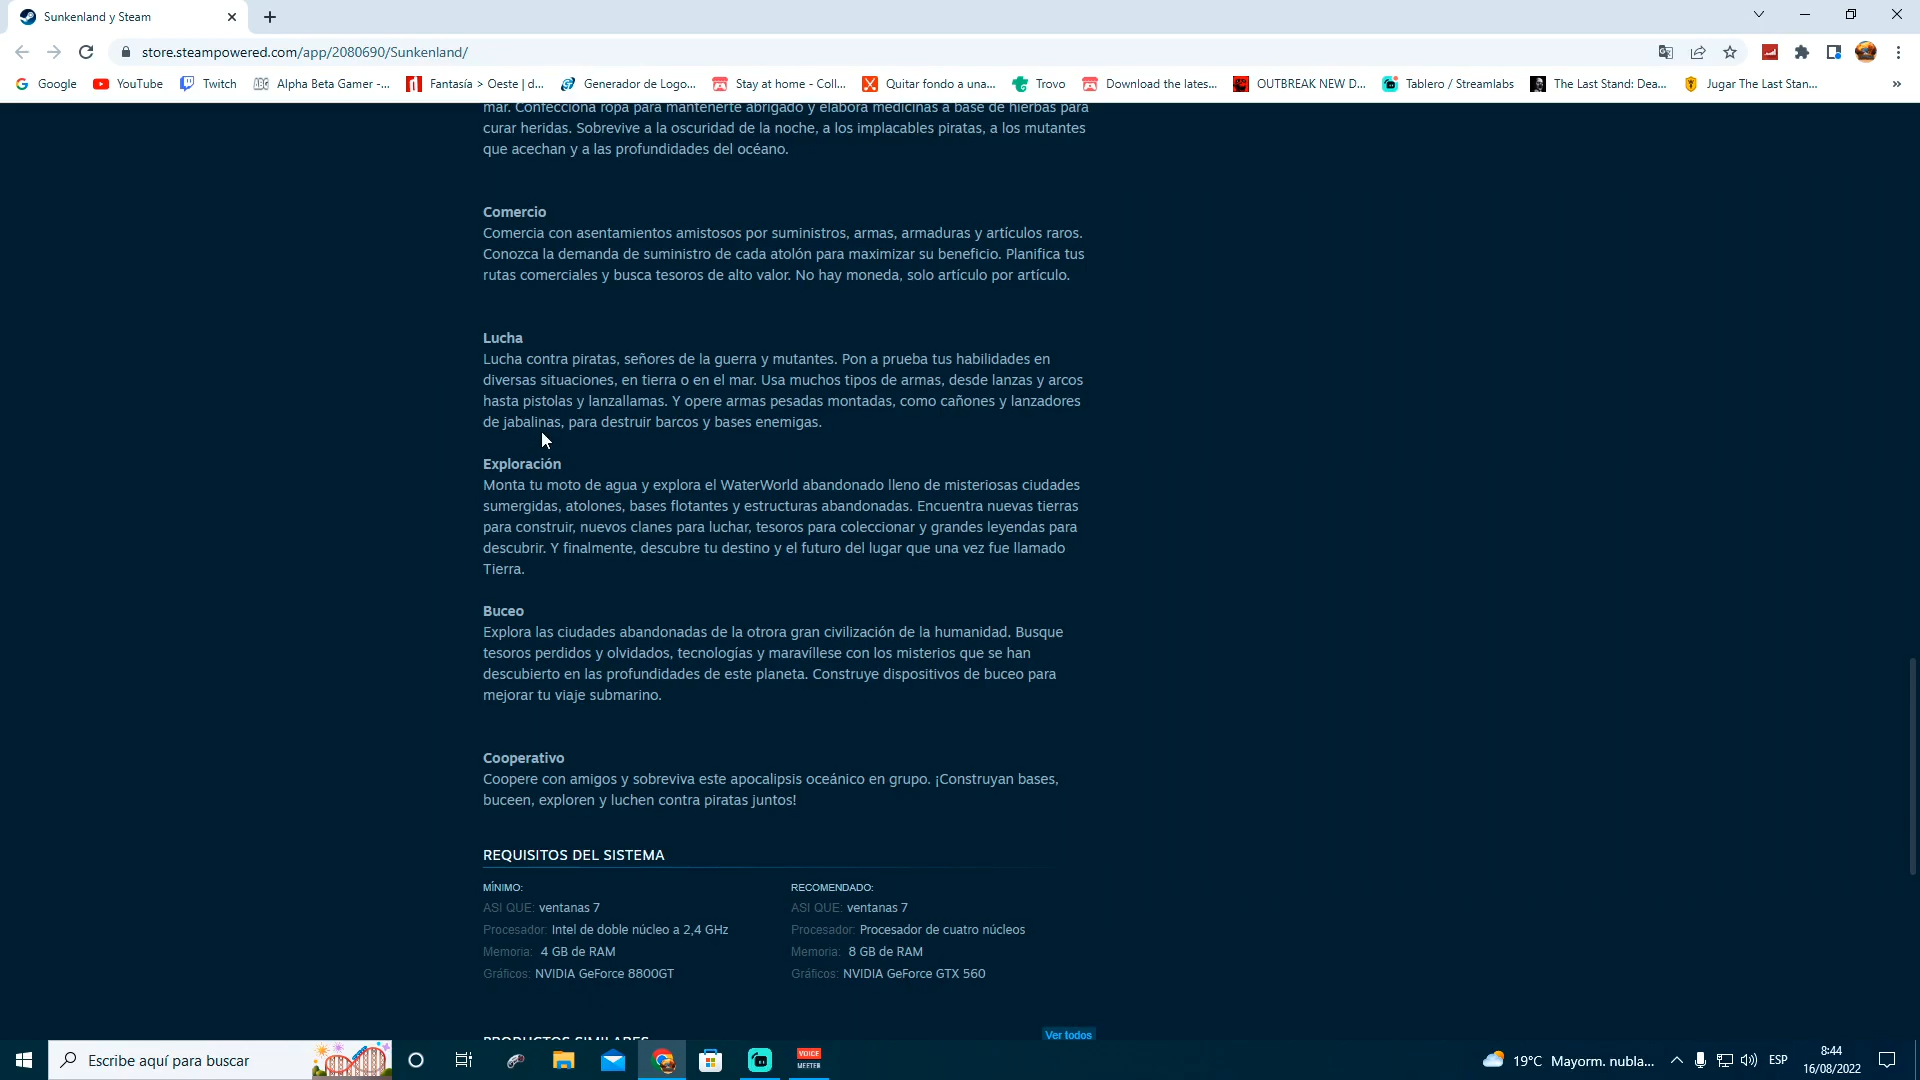 Sunkenland y Steam
store.steampowered.com/app/2080690/Sunkenland/
Google
YouTube
Twitch
Alpha Beta Gamer -...
Fantasía > Oeste | d...
Generador de Logo...
Stay at home - Coll...
Quitar fondo a una...
Trovo
Download the lates...
OUTBREAK NEW D...
Tablero / Streamlabs
The Last Stand: Dea...
Jugar The Last Stan...
»
mar. Confecciona ropa para mantenerte abrigado y elabora medicinas a base de hierbas para
curar heridas. Sobrevive a la oscuridad de la noche, a los implacables piratas, a los mutantes
que acechan y a las profundidades del océano.
Comercio
Comercia con asentamientos amistosos por suministros, armas, armaduras y artículos raros.
Conozca la demanda de suministro de cada atolón para maximizar su beneficio. Planifica tus
rutas comerciales y busca tesoros de alto valor. No hay moneda, solo artículo por artículo.
Lucha
Lucha contra piratas, señores de la guerra y mutantes. Pon a prueba tus habilidades en
diversas situaciones, en tierra o en el mar. Usa muchos tipos de armas, desde lanzas y arcos
hasta pistolas y lanzallamas. Y opere armas pesadas montadas, como cañones y lanzadores
de jabalinas, para destruir barcos y bases enemigas.
Exploración
Monta tu moto de agua y explora el WaterWorld abandonado lleno de misteriosas ciudades
sumergidas, atolones, bases flotantes y estructuras abandonadas. Encuentra nuevas tierras
para construir, nuevos clanes para luchar, tesoros para coleccionar y grandes leyendas para
descubrir. Y finalmente, descubre tu destino y el futuro del lugar que una vez fue llamado
Tierra.
Buceo
Explora las ciudades abandonadas de la otrora gran civilización de la humanidad. Busque
tesoros perdidos y olvidados, tecnologías y maravíllese con los misterios que se han
descubierto en las profundidades de este planeta. Construye dispositivos de buceo para
mejorar tu viaje submarino.
Cooperativo
Coopere con amigos y sobreviva este apocalipsis oceánico en grupo. ¡Construyan bases,
buceen, exploren y luchen contra piratas juntos!
REQUISITOS DEL SISTEMA
MÍNIMO:
ASI QUE: ventanas 7
Procesador: Intel de doble núcleo a 2,4 GHz
Memoria: 4 GB de RAM
Gráficos: NVIDIA GeForce 8800GT
RECOMENDADO:
ASI QUE: ventanas 7
Procesador: Procesador de cuatro núcleos
Memoria: 8 GB de RAM
Gráficos: NVIDIA GeForce GTX 560
PRODUCTOS SIMILARES
Ver todos
Escribe aquí para buscar
VOICE
MEETER
19°C Mayorm. nubla...
ESP
8:44
16/08/2022